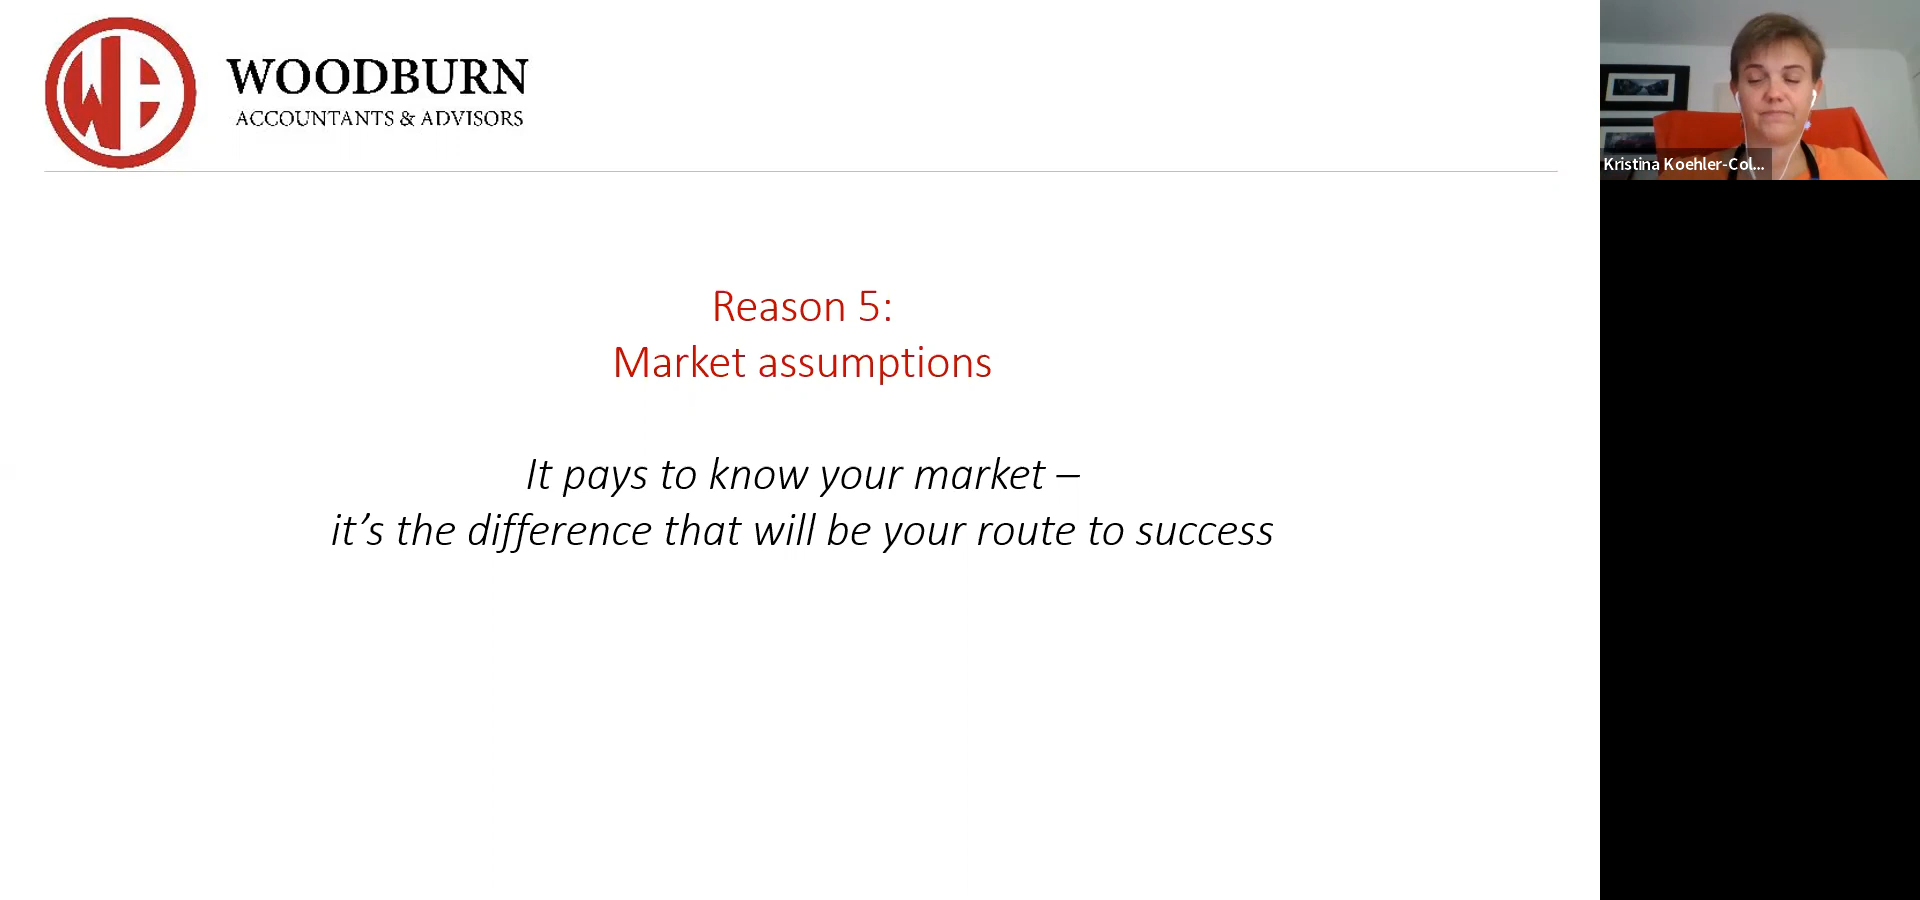 WOODBURN
ACCOUNTANTS & ADVISORS
Kristina Koehler-Col...
Reason 5:
Market assumptions
It pays to know your market –
it’s the difference that will be your route to success